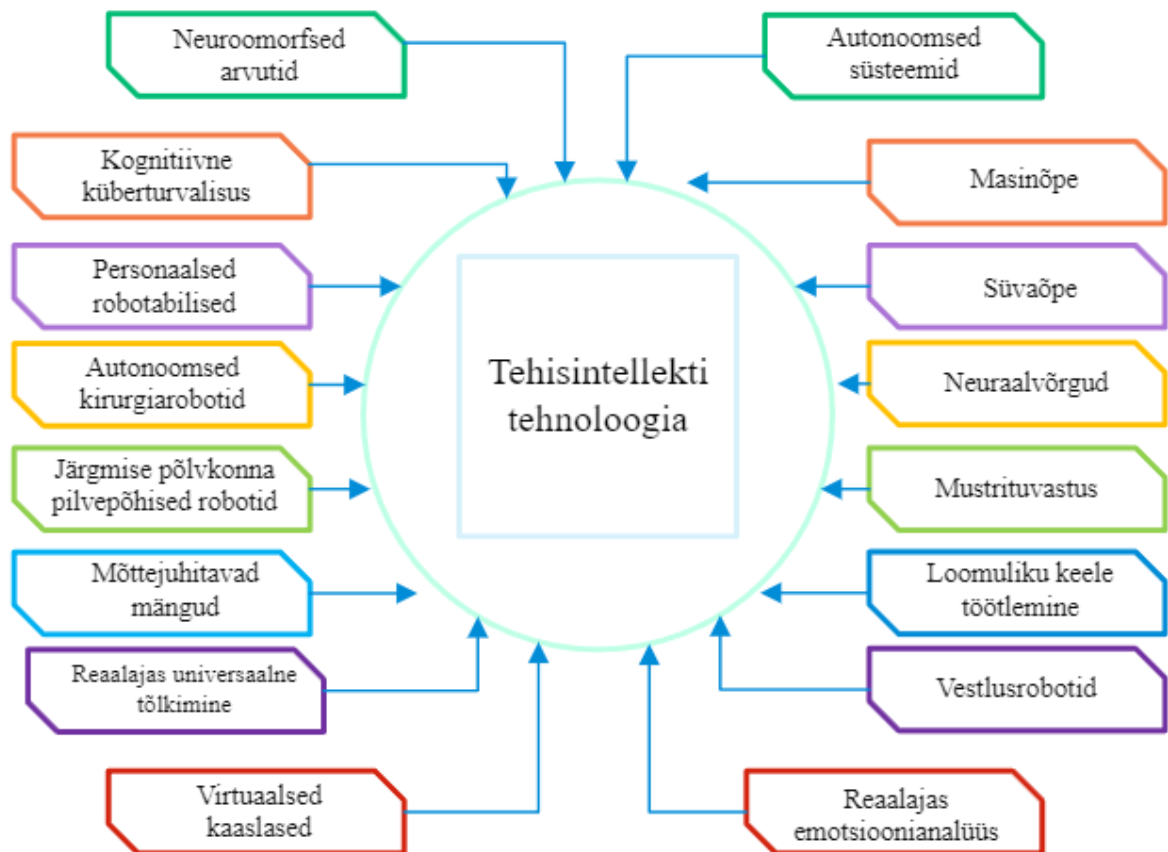 Neuroomorfsed
arvutid
Autonoomsed
süsteemid
Kognitiivne
küberturvalisus
Masinõpe
Personaalsed
robotabilised
Süvaõpe
Tehisintellekti
tehnoloogia
Autonoomsed
kirurgiarobotid
Neuraalvõrgud
Järgmise põlvkonna
pilvepõhised robotid
Mustrituvastus
Mõttejuhitavad
mängud
Loomuliku keele
töötlemine
Reaalajas universaalne
tõlkimine
Vestlusrobotid
Virtuaalsed
kaaslased
Reaalajas
emotsioonianalüüs